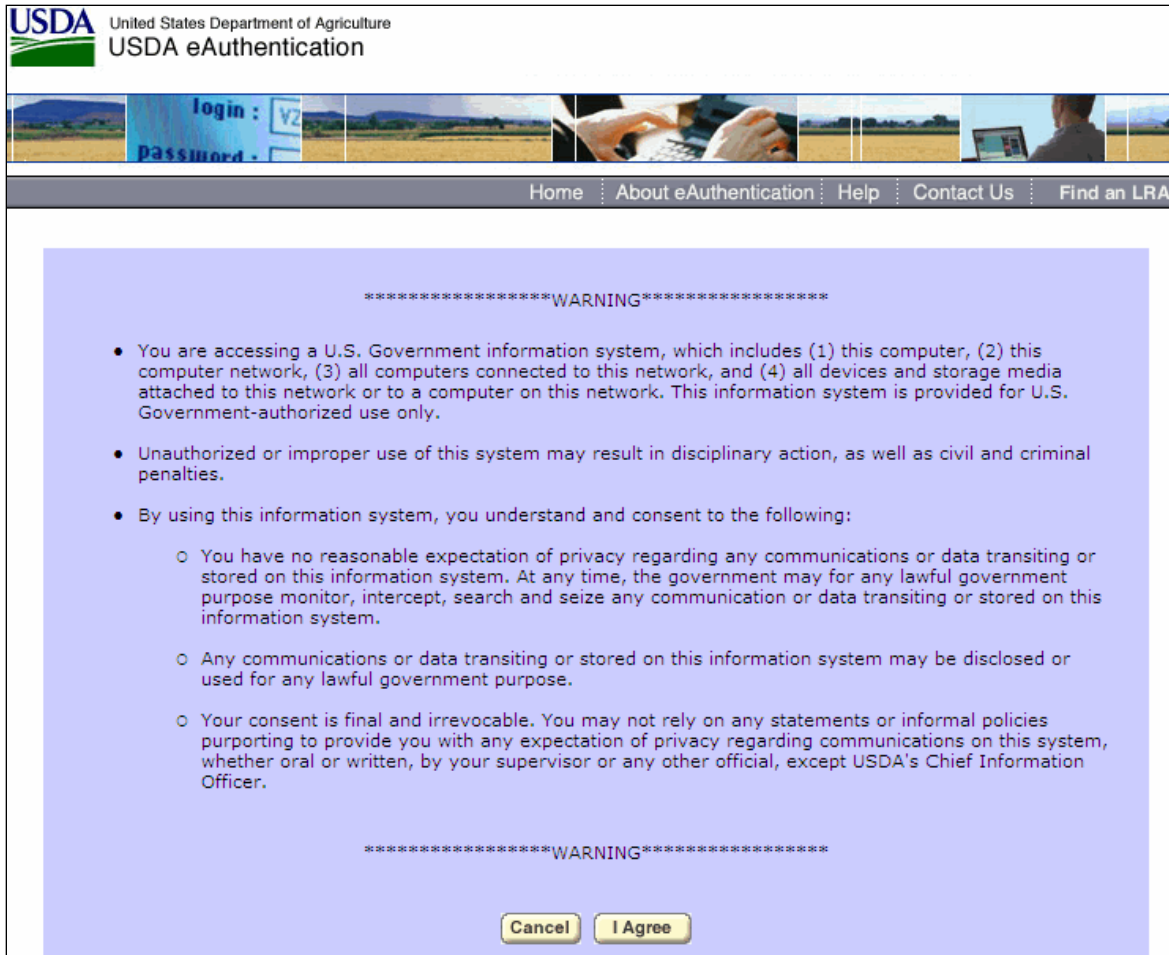 USDA United States Department of Agriculture
USDA eAuthentication
login : VZ
password :
Home About eAuthentication Help Contact Us Find an LRA
*****************WARNING*****************
● You are accessing a U.S. Government information system, which includes (1) this computer, (2) this
computer network, (3) all computers connected to this network, and (4) all devices and storage media
attached to this network or to a computer on this network. This information system is provided for U.S.
Government-authorized use only.
● Unauthorized or improper use of this system may result in disciplinary action, as well as civil and criminal
penalties.
● By using this information system, you understand and consent to the following:
○ You have no reasonable expectation of privacy regarding any communications or data transiting or
stored on this information system. At any time, the government may for any lawful government
purpose monitor, intercept, search and seize any communication or data transiting or stored on this
information system.
○ Any communications or data transiting or stored on this information system may be disclosed or
used for any lawful government purpose.
○ Your consent is final and irrevocable. You may not rely on any statements or informal policies
purporting to provide you with any expectation of privacy regarding communications on this system,
whether oral or written, by your supervisor or any other official, except USDA's Chief Information
Officer.
*****************WARNING*****************
Cancel I Agree